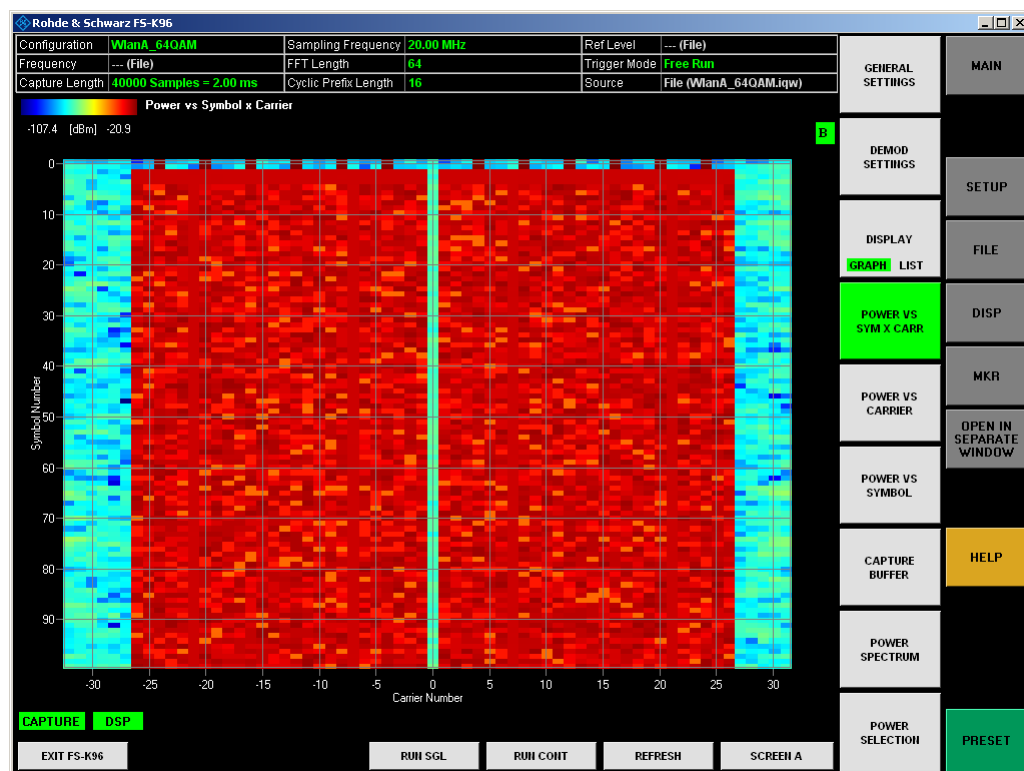 Rohde & Schwarz FS-K96
Configuration WlanA_64QAM Sampling Frequency 20.00 MHz Ref Level --- (File)
Frequency --- (File) FFT Length 64 Trigger Mode Free Run
Capture Length 40000 Samples = 2.00 ms Cyclic Prefix Length 16 Source File (WlanA_64QAM.iqw)
Power vs Symbol x Carrier
-107.4 [dBm] -20.9
B
0
10
20
30
40
50
60
70
80
90
Symbol Number
-30 -25 -20 -15 -10 -5 0 5 10 15 20 25 30
Carrier Number
CAPTURE DSP
EXIT FS-K96 RUN SGL RUN CONT REFRESH SCREEN A
GENERAL
SETTINGS
DEMOD
SETTINGS
DISPLAY
GRAPH LIST
POWER VS
SYM X CARR
POWER VS
CARRIER
POWER VS
SYMBOL
CAPTURE
BUFFER
POWER
SPECTRUM
POWER
SELECTION
MAIN
SETUP
FILE
DISP
MKR
OPEN IN
SEPARATE
WINDOW
HELP
PRESET